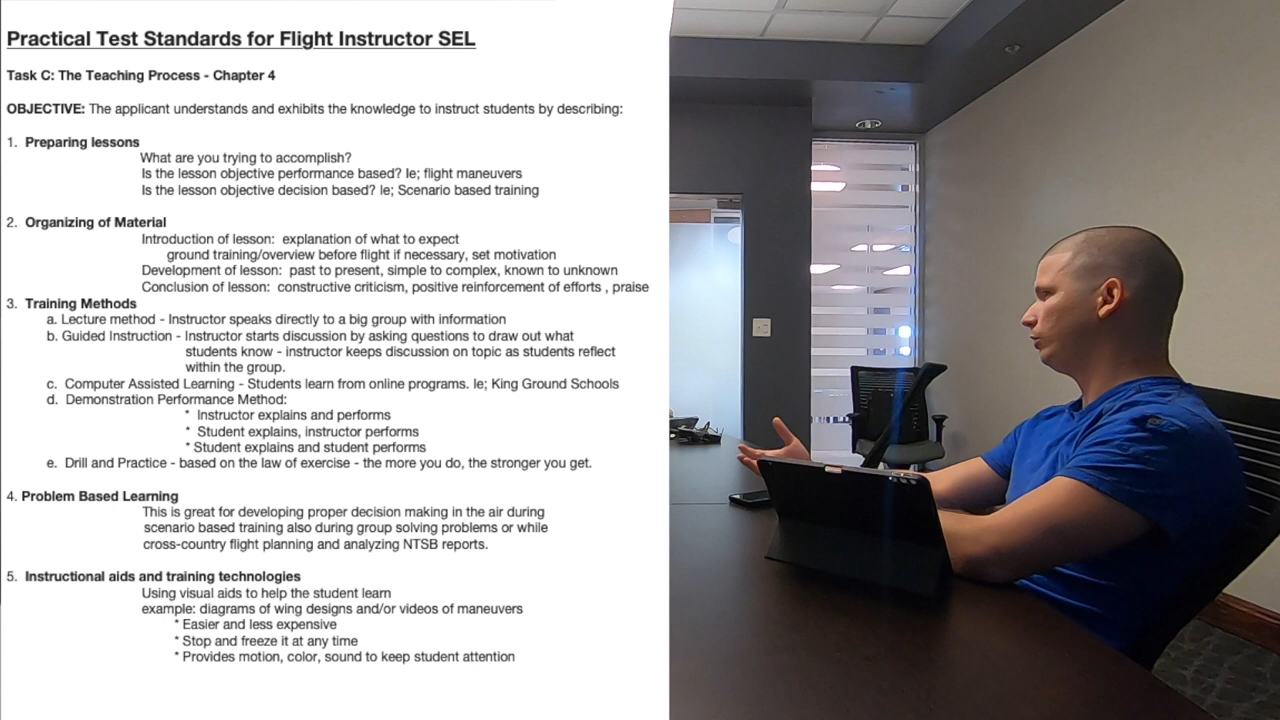 Practical Test Standards for Flight Instructor SEL
Task C: The Teaching Process - Chapter 4
OBJECTIVE: The applicant understands and exhibits the knowledge to instruct students by describing:
1. Preparing lessons
What are you trying to accomplish?
Is the lesson objective performance based? Ie; flight maneuvers
Is the lesson objective decision based? Ie; Scenario based training
2. Organizing of Material
Introduction of lesson: explanation of what to expect
ground training/overview before flight if necessary, set motivation
Development of lesson: past to present, simple to complex, known to unknown
Conclusion of lesson: constructive criticism, positive reinforcement of efforts , praise
3. Training Methods
a. Lecture method - Instructor speaks directly to a big group with information
b. Guided Instruction - Instructor starts discussion by asking questions to draw out what
students know - instructor keeps discussion on topic as students reflect
within the group.
c. Computer Assisted Learning - Students learn from online programs. Ie; King Ground Schools
d. Demonstration Performance Method:
* Instructor explains and performs
* Student explains, instructor performs
* Student explains and student performs
e. Drill and Practice - based on the law of exercise - the more you do, the stronger you get.
4. Problem Based Learning
This is great for developing proper decision making in the air during
scenario based training also during group solving problems or while
cross-country flight planning and analyzing NTSB reports.
5. Instructional aids and training technologies
Using visual aids to help the student learn
example: diagrams of wing designs and/or videos of maneuvers
* Easier and less expensive
* Stop and freeze it at any time
* Provides motion, color, sound to keep student attention